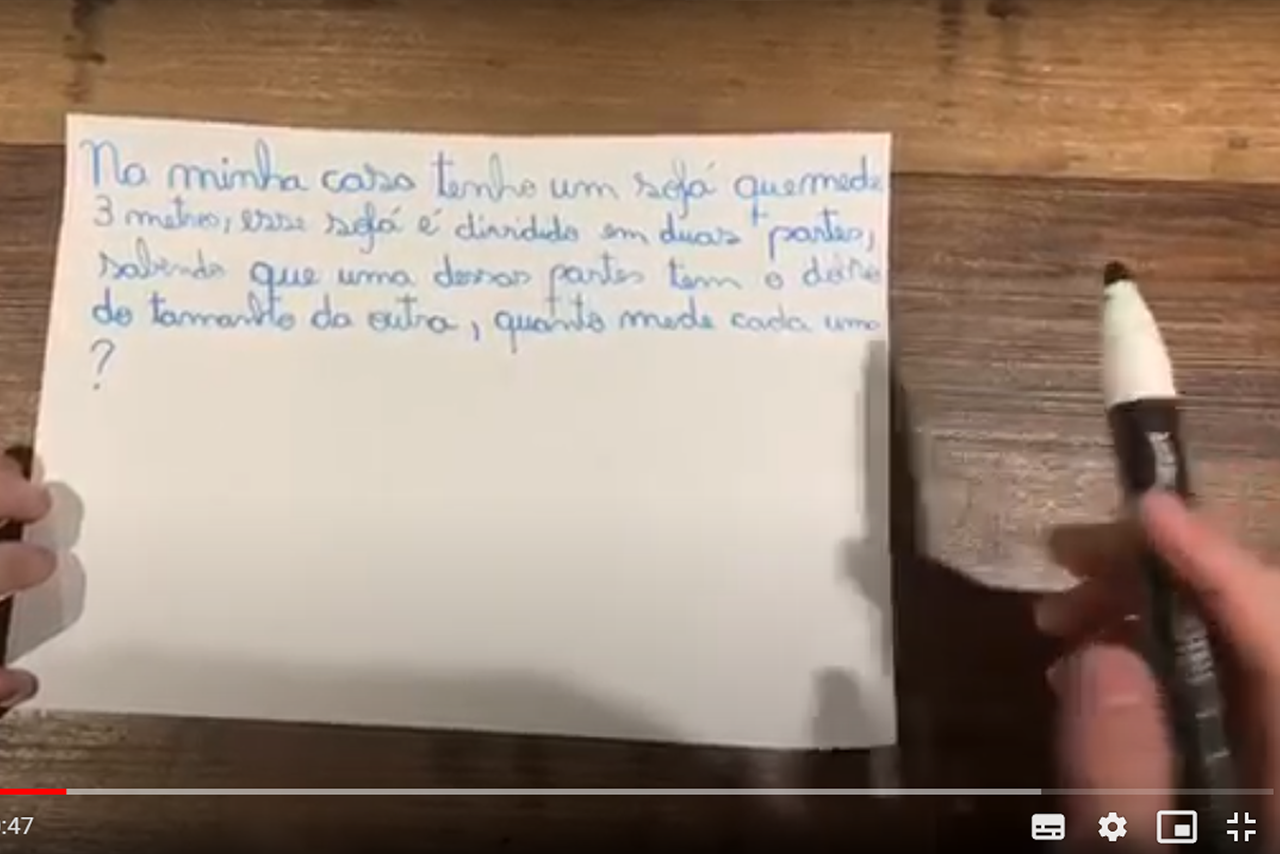 Na minha casa tenho um sofá que mede
3 metros, esse sofá é dividido em duas partes,
sabendo que uma dessas partes tem o dobro
do tamanho da outra, quanto mede cada uma
?
:47